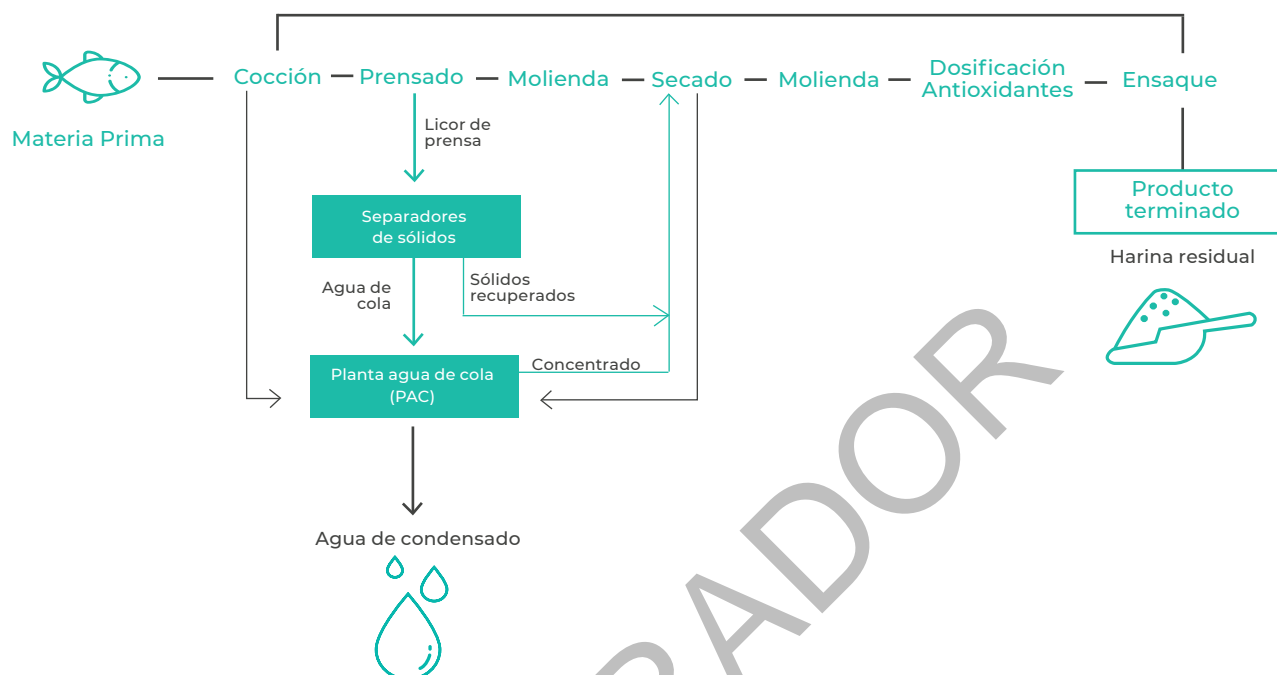 Cocción
Prensado
Molienda
Secado
Molienda
Dosificación
Antioxidantes
Ensaque
Materia Prima
Licor de
prensa
Separadores
de sólidos
Producto
terminado
Harina residual
Agua de
cola
Sólidos
recuperados
Planta agua de cola
(PAC)
Concentrado
Agua de condensado
RADOR